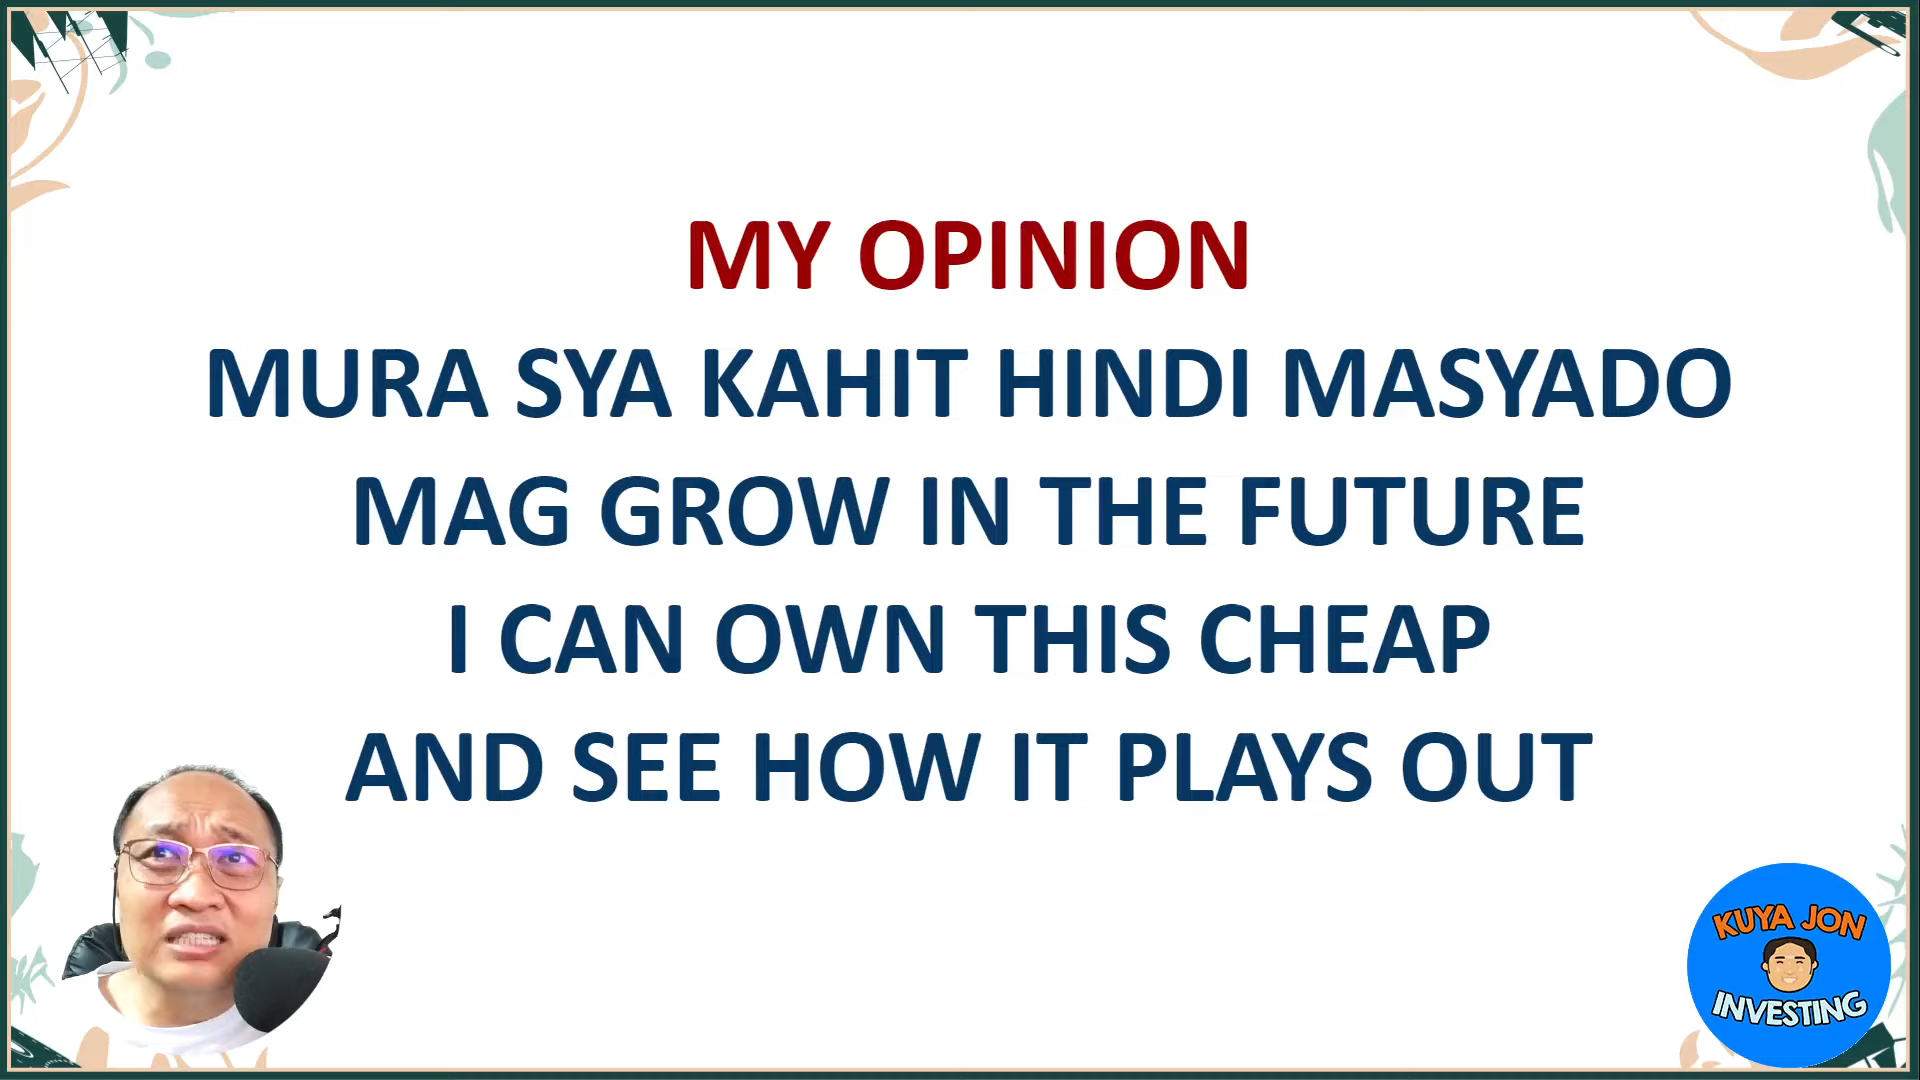 MY OPINION
MURA SYA KAHIT HINDI MASYADO
MAG GROW IN THE FUTURE
I CAN OWN THIS CHEAP
AND SEE HOW IT PLAYS OUT
KUYA JON
INVESTING